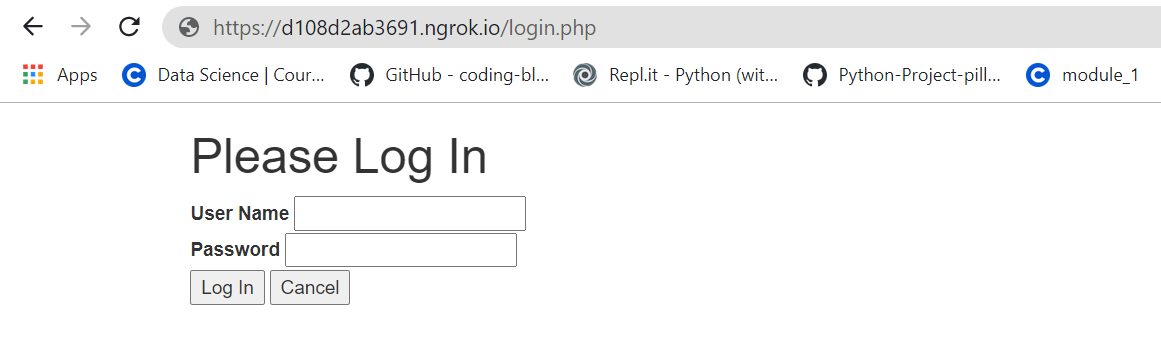 https://d108d2ab3691.ngrok.io/login.php
Apps Data Science | Cour... GitHub - coding-bl... Repl.it - Python (wit... Python-Project-pill... module_1
Please Log In
User Name
Password
Log In Cancel